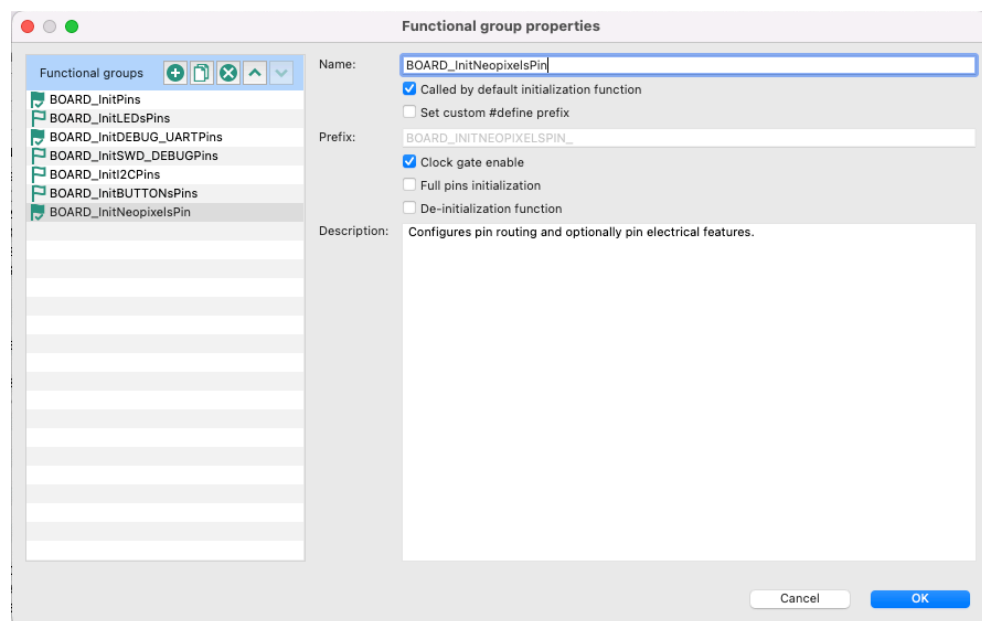 Functional group properties
Functional groups
BOARD_InitPins
BOARD_InitLEDsPins
BOARD_InitDEBUG_UARTPins
BOARD_InitSWD_DEBUGPins
BOARD_InitI2CPins
BOARD_InitBUTTONsPins
BOARD_InitNeopixelsPin
Name:
BOARD_InitNeopixelsPin
Called by default initialization function
Set custom #define prefix
Prefix:
BOARD_INITNEOPIXELSPIN_
Clock gate enable
Full pins initialization
De-initialization function
Description:
Configures pin routing and optionally pin electrical features.
Cancel
OK